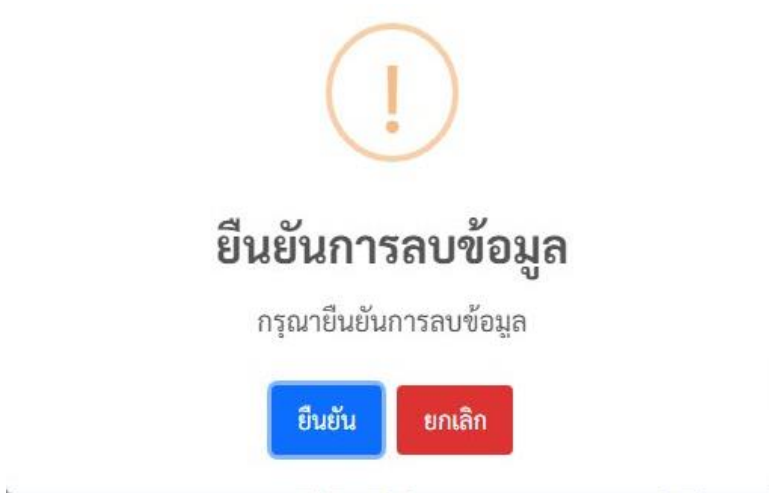 !
ยืนยันการลบข้อมูล
กรุณายืนยันการลบข้อมูล
ยืนยัน ยกเลิก